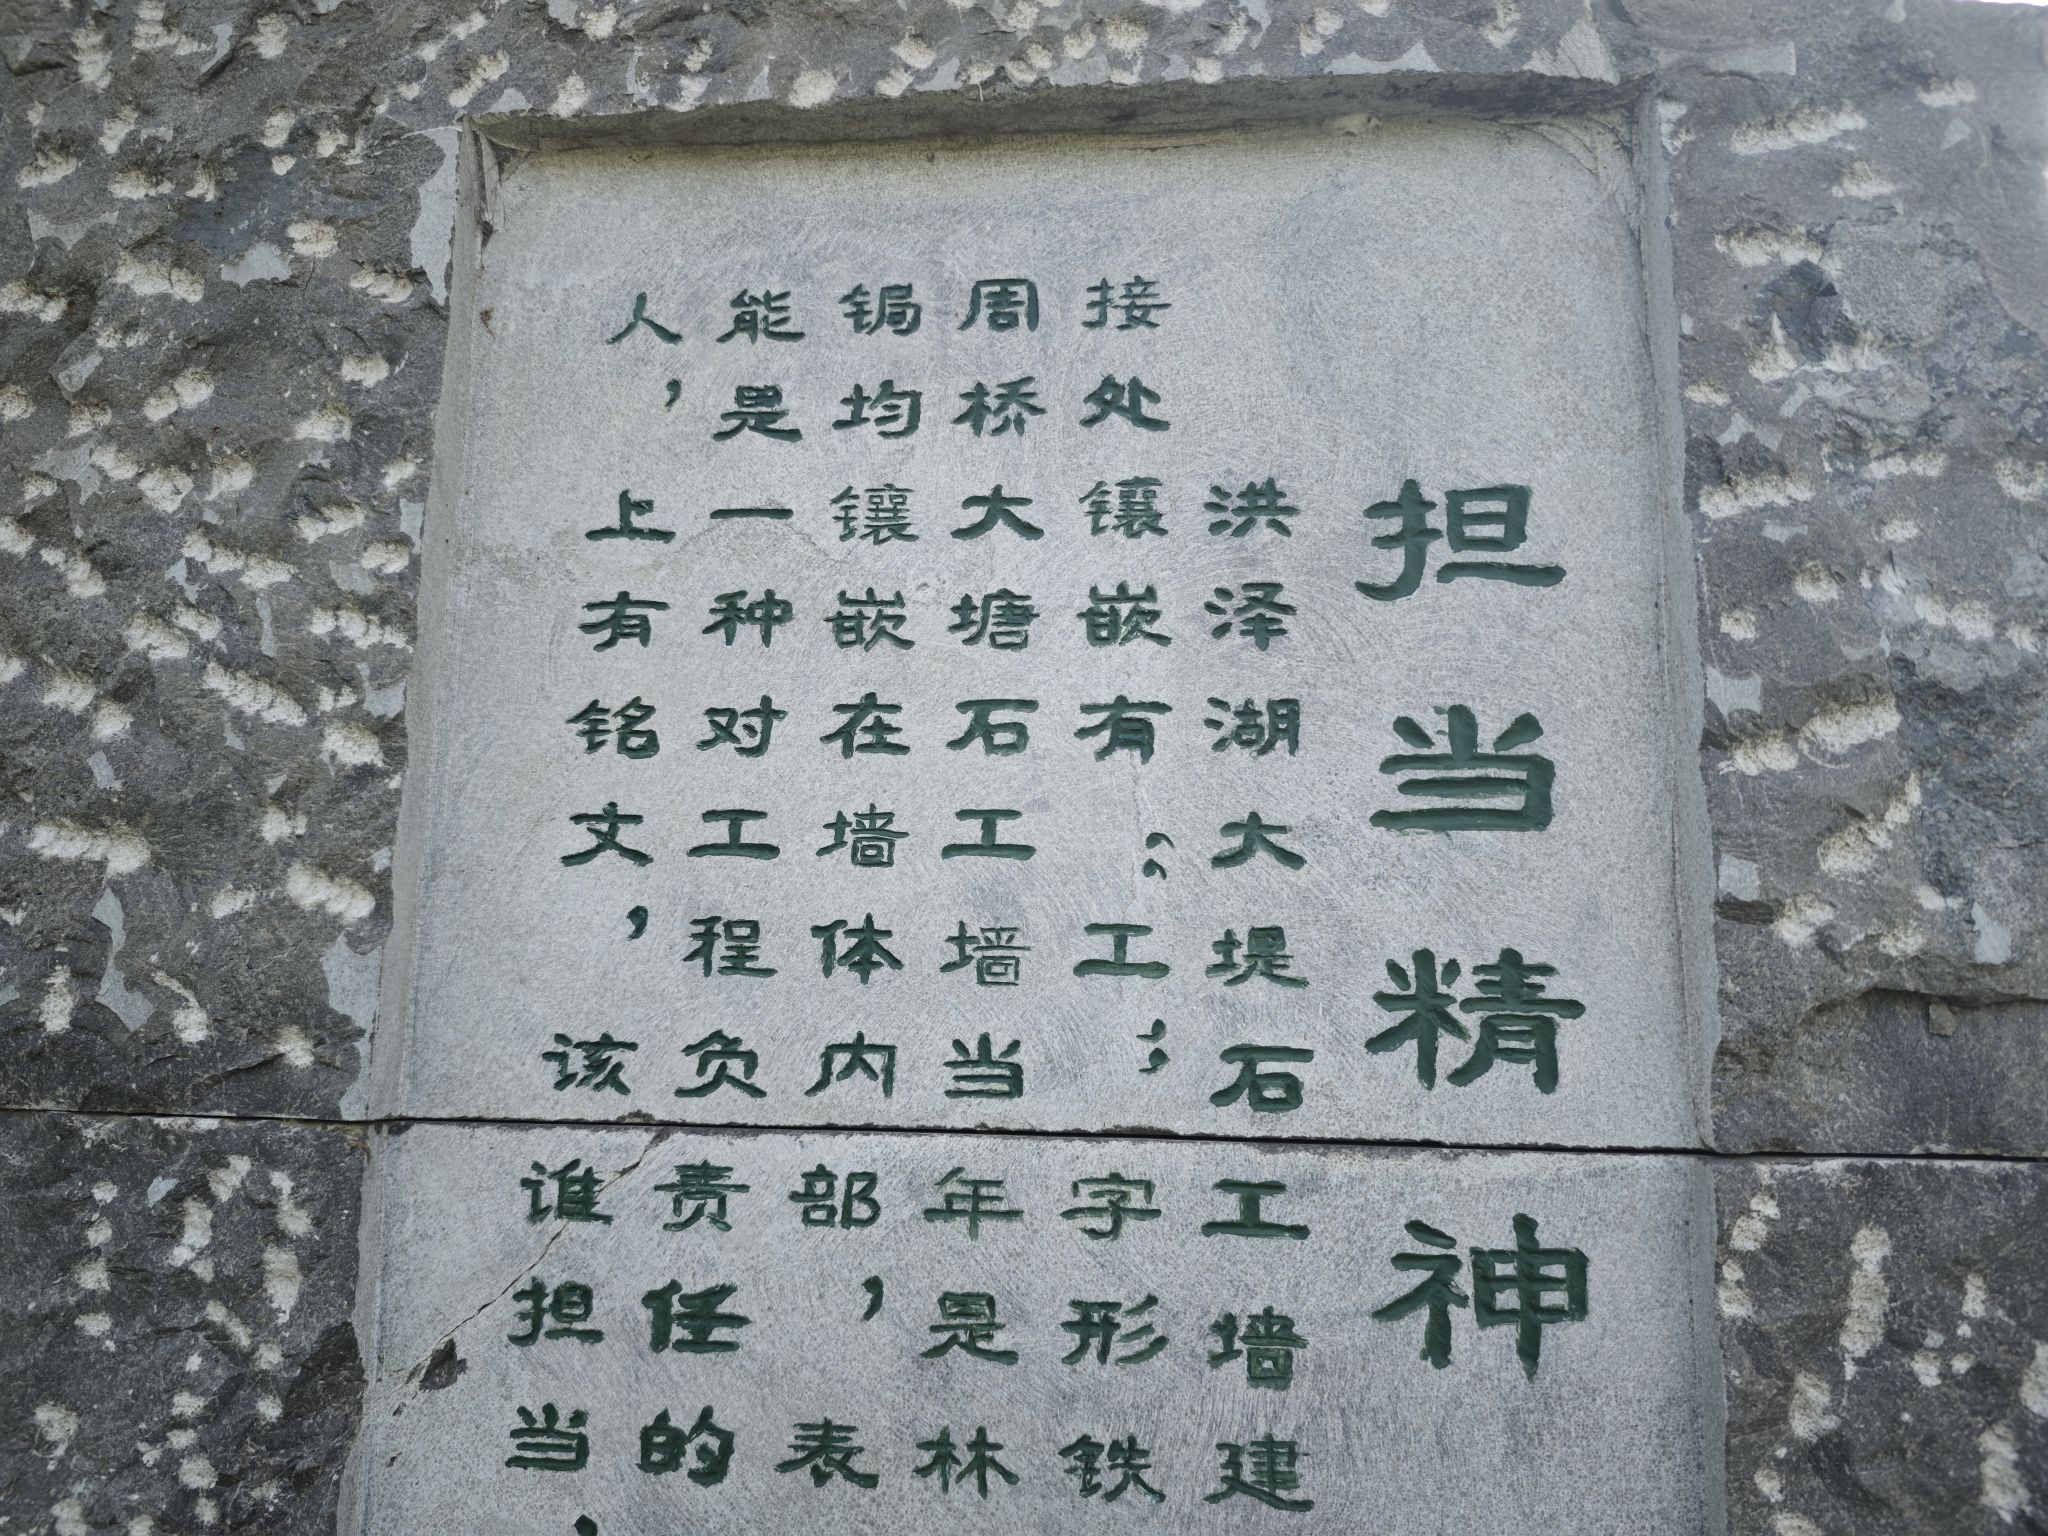 担当精神
洪泽湖大堤石工墙建
接处镶嵌有“工”字形铁
周桥大塘石工墙当年是林
锔均镶嵌在墙体内部，表
能是一种对工程负责任的
人，上有铭文，该谁担当，